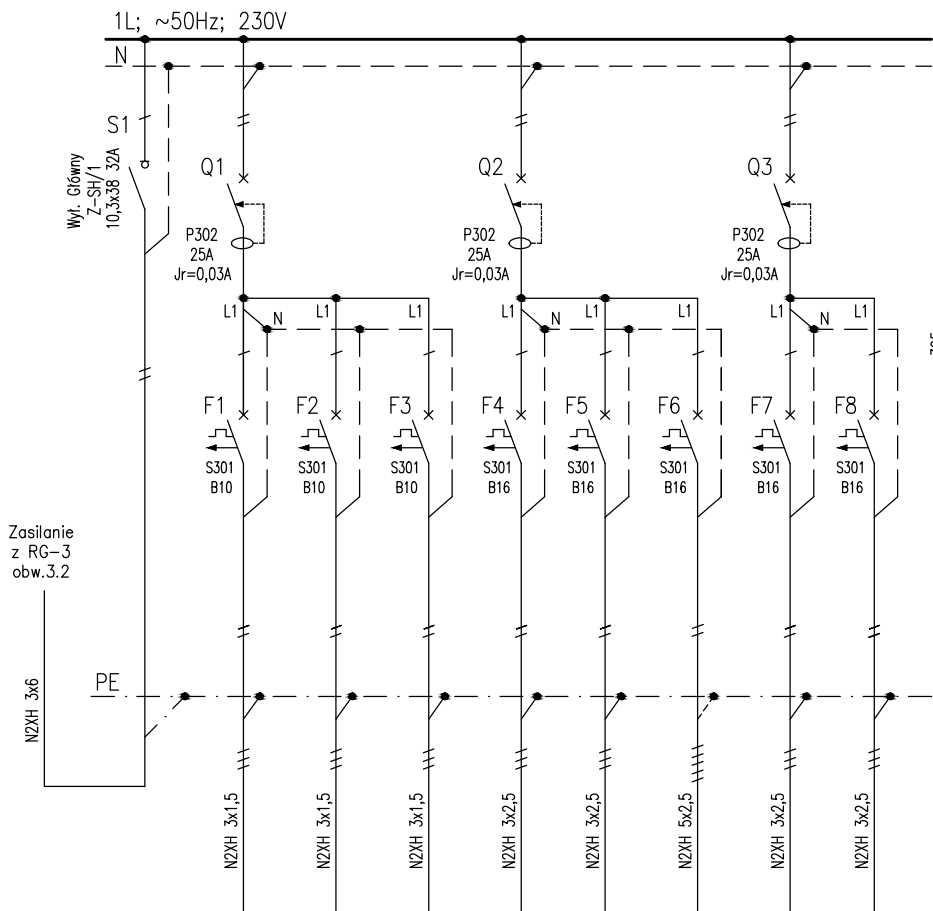 1L; ~50Hz; 230V
N
S1
Wył. Główny
Z-SH/1
10,3x38 32A
Q1
P302
25A
Jr=0,03A
Q2
P302
25A
Jr=0,03A
Q3
P302
25A
Jr=0,03A
L1
N
L1
L1
L1
N
L1
L1
L1
N
L1
F1
S301
B10
F2
S301
B10
F3
S301
B10
F4
S301
B16
F5
S301
B16
F6
S301
B16
F7
S301
B16
F8
S301
B16
Zasilanie
z RG-3
obw.3.2
N2XH 3x6
PE
N2XH 3x1,5
N2XH 3x1,5
N2XH 3x1,5
N2XH 3x2,5
N2XH 3x2,5
N2XH 5x2,5
N2XH 3x2,5
N2XH 3x2,5